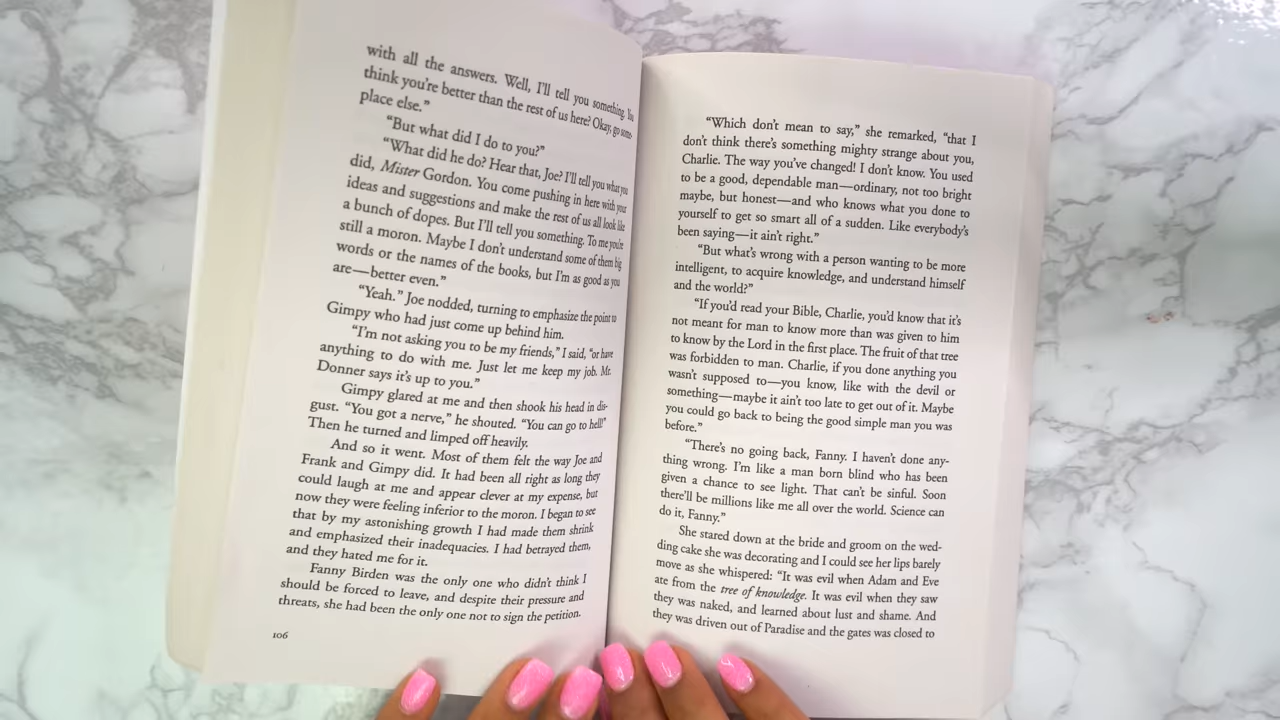 with all the answers. Well, I'll tell you something. You
think you're better than the rest of us here? Okay, go some-
place else."
"But what did I do to you?"
"What did he do? Hear that, Joe? I'll tell you what you
did, Mister Gordon. You come pushing in here with your
ideas and suggestions and make the rest of us all look like
a bunch of dopes. But I'll tell you something. To me you're
still a moron. Maybe I don't understand some of them big
words or the names of the books, but I'm as good as you
are—better even."
"Yeah." Joe nodded, turning to emphasize the point to
Gimpy who had just come up behind him.
"I'm not asking you to be my friends," I said, "or have
anything to do with me. Just let me keep my job. Mr.
Donner says it's up to you."
Gimpy glared at me and then shook his head in dis-
gust. "You got a nerve," he shouted. "You can go to hell!"
Then he turned and limped off heavily.
And so it went. Most of them felt the way Joe and
Frank and Gimpy did. It had been all right as long they
could laugh at me and appear clever at my expense, but
now they were feeling inferior to the moron. I began to see
that by my astonishing growth I had made them shrink
and emphasized their inadequacies. I had betrayed them,
and they hated me for it.
Fanny Birden was the only one who didn't think I
should be forced to leave, and despite their pressure and
threats, she had been the only one not to sign the petition.
106
"Which don't mean to say," she remarked, "that I
don't think there's something mighty strange about you,
Charlie. The way you've changed! I don't know. You used
to be a good, dependable man—ordinary, not too bright
maybe, but honest—and who knows what you done to
yourself to get so smart all of a sudden. Like everybody's
been saying—it ain't right."
"But what's wrong with a person wanting to be more
intelligent, to acquire knowledge, and understand himself
and the world?"
"If you'd read your Bible, Charlie, you'd know that it's
not meant for man to know more than was given to him
to know by the Lord in the first place. The fruit of that tree
was forbidden to man. Charlie, if you done anything you
wasn't supposed to—you know, like with the devil or
something—maybe it ain't too late to get out of it. Maybe
you could go back to being the good simple man you was
before."
"There's no going back, Fanny. I haven't done any-
thing wrong. I'm like a man born blind who has been
given a chance to see light. That can't be sinful. Soon
there'll be millions like me all over the world. Science can
do it, Fanny."
She stared down at the bride and groom on the wed-
ding cake she was decorating and I could see her lips barely
move as she whispered: "It was evil when Adam and Eve
ate from the tree of knowledge. It was evil when they saw
they was naked, and learned about lust and shame. And
they was driven out of Paradise and the gates was closed to